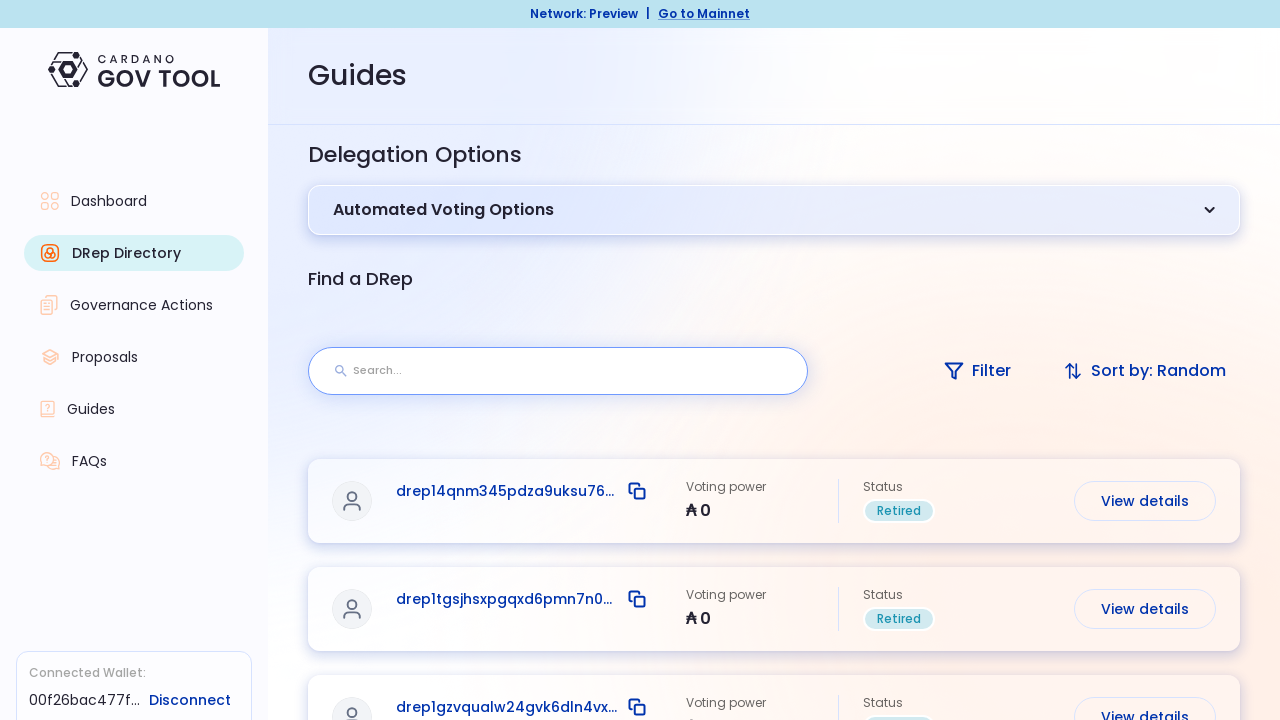 Network: Preview | Go to Mainnet
CARDANO
GOV TOOL
Guides
Delegation Options
Automated Voting Options
Dashboard
DRep Directory
Governance Actions
Proposals
Guides
FAQs
Find a DRep
Search...
Filter
Sort by: Random
drep14qnm345pdza9uksu76...
Voting power
₳ 0
Status
Retired
View details
drep1tgsjhsxpgqxd6pmn7n0...
Voting power
₳ 0
Status
Retired
View details
drep1gzvqualw24gvk6dln4vx...
Voting power
Status
View details
Connected Wallet:
00f26bac477f... Disconnect